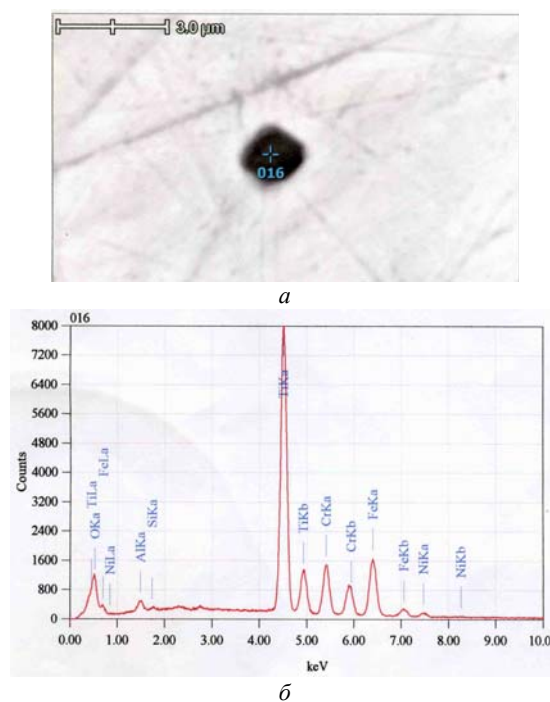 3.0 µm
016
а
016
8000
7200
6400
5600
4800
4000
3200
2400
1600
800
0
Counts
TiLa
OKa
FeLa
NiLa
AlKa
SiKa
TiKa
TiKb
CrKa
CrKb
FeKa
FeKb
NiKa
NiKb
0.00 1.00 2.00 3.00 4.00 5.00 6.00 7.00 8.00 9.00 10.0
keV
б